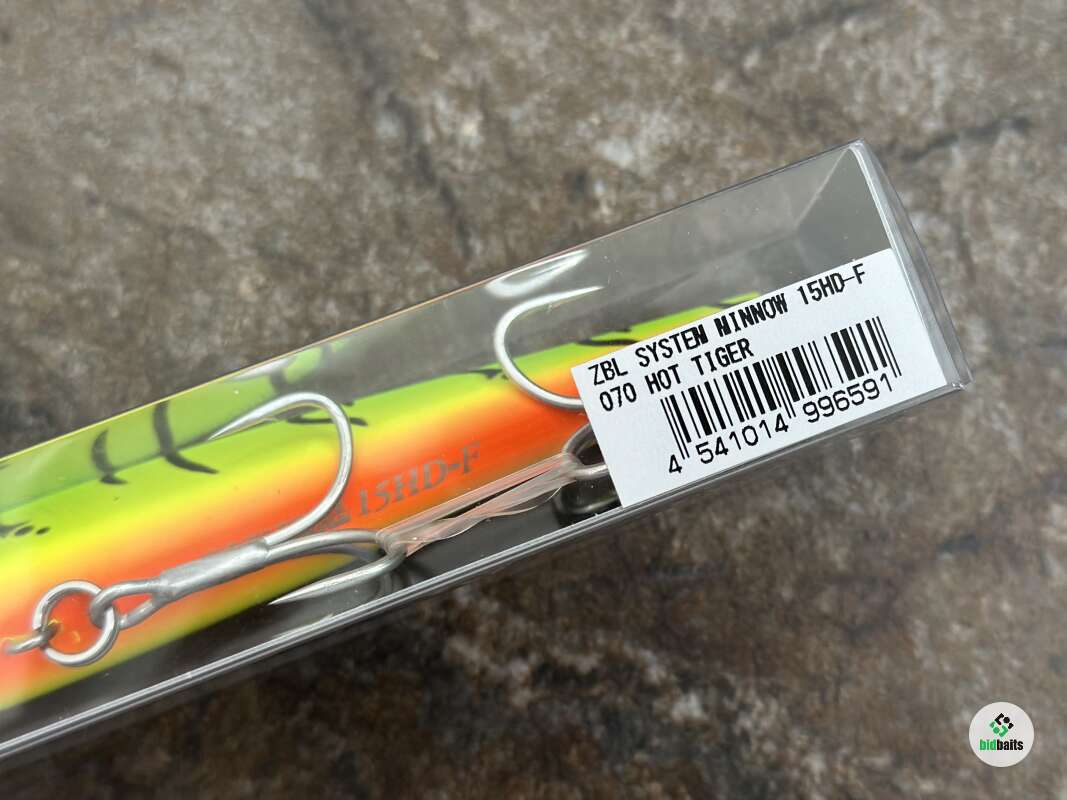 ZBL SYSTEM MINNOW 15HD-F
070 HOT TIGER
4 541014 996591
15HD-F
bidbaits